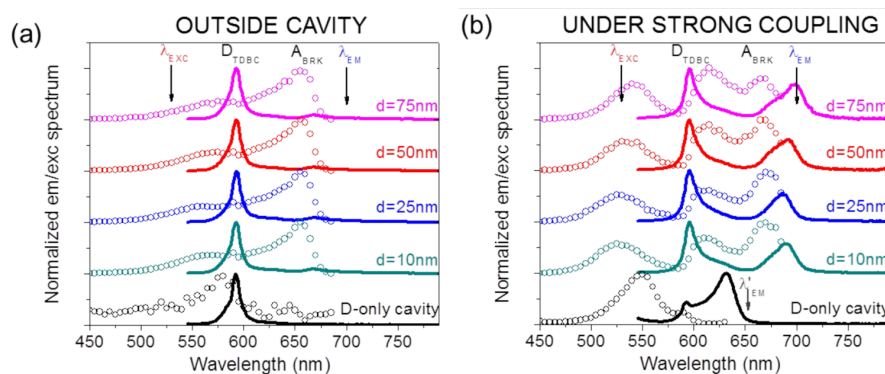 (a) OUTSIDE CAVITY
λEXC DTDBC ABRK λEM
d=75nm
d=50nm
d=25nm
d=10nm
D-only cavity
Normalized em/exc spectrum
450 500 550 600 650 700 750
Wavelength (nm)
(b) UNDER STRONG COUPLING
λEXC DTDBC ABRK λEM
d=75nm
d=50nm
d=25nm
d=10nm
λ'EM
D-only cavity
Normalized em/exc spectrum
450 500 550 600 650 700 750
Wavelength (nm)